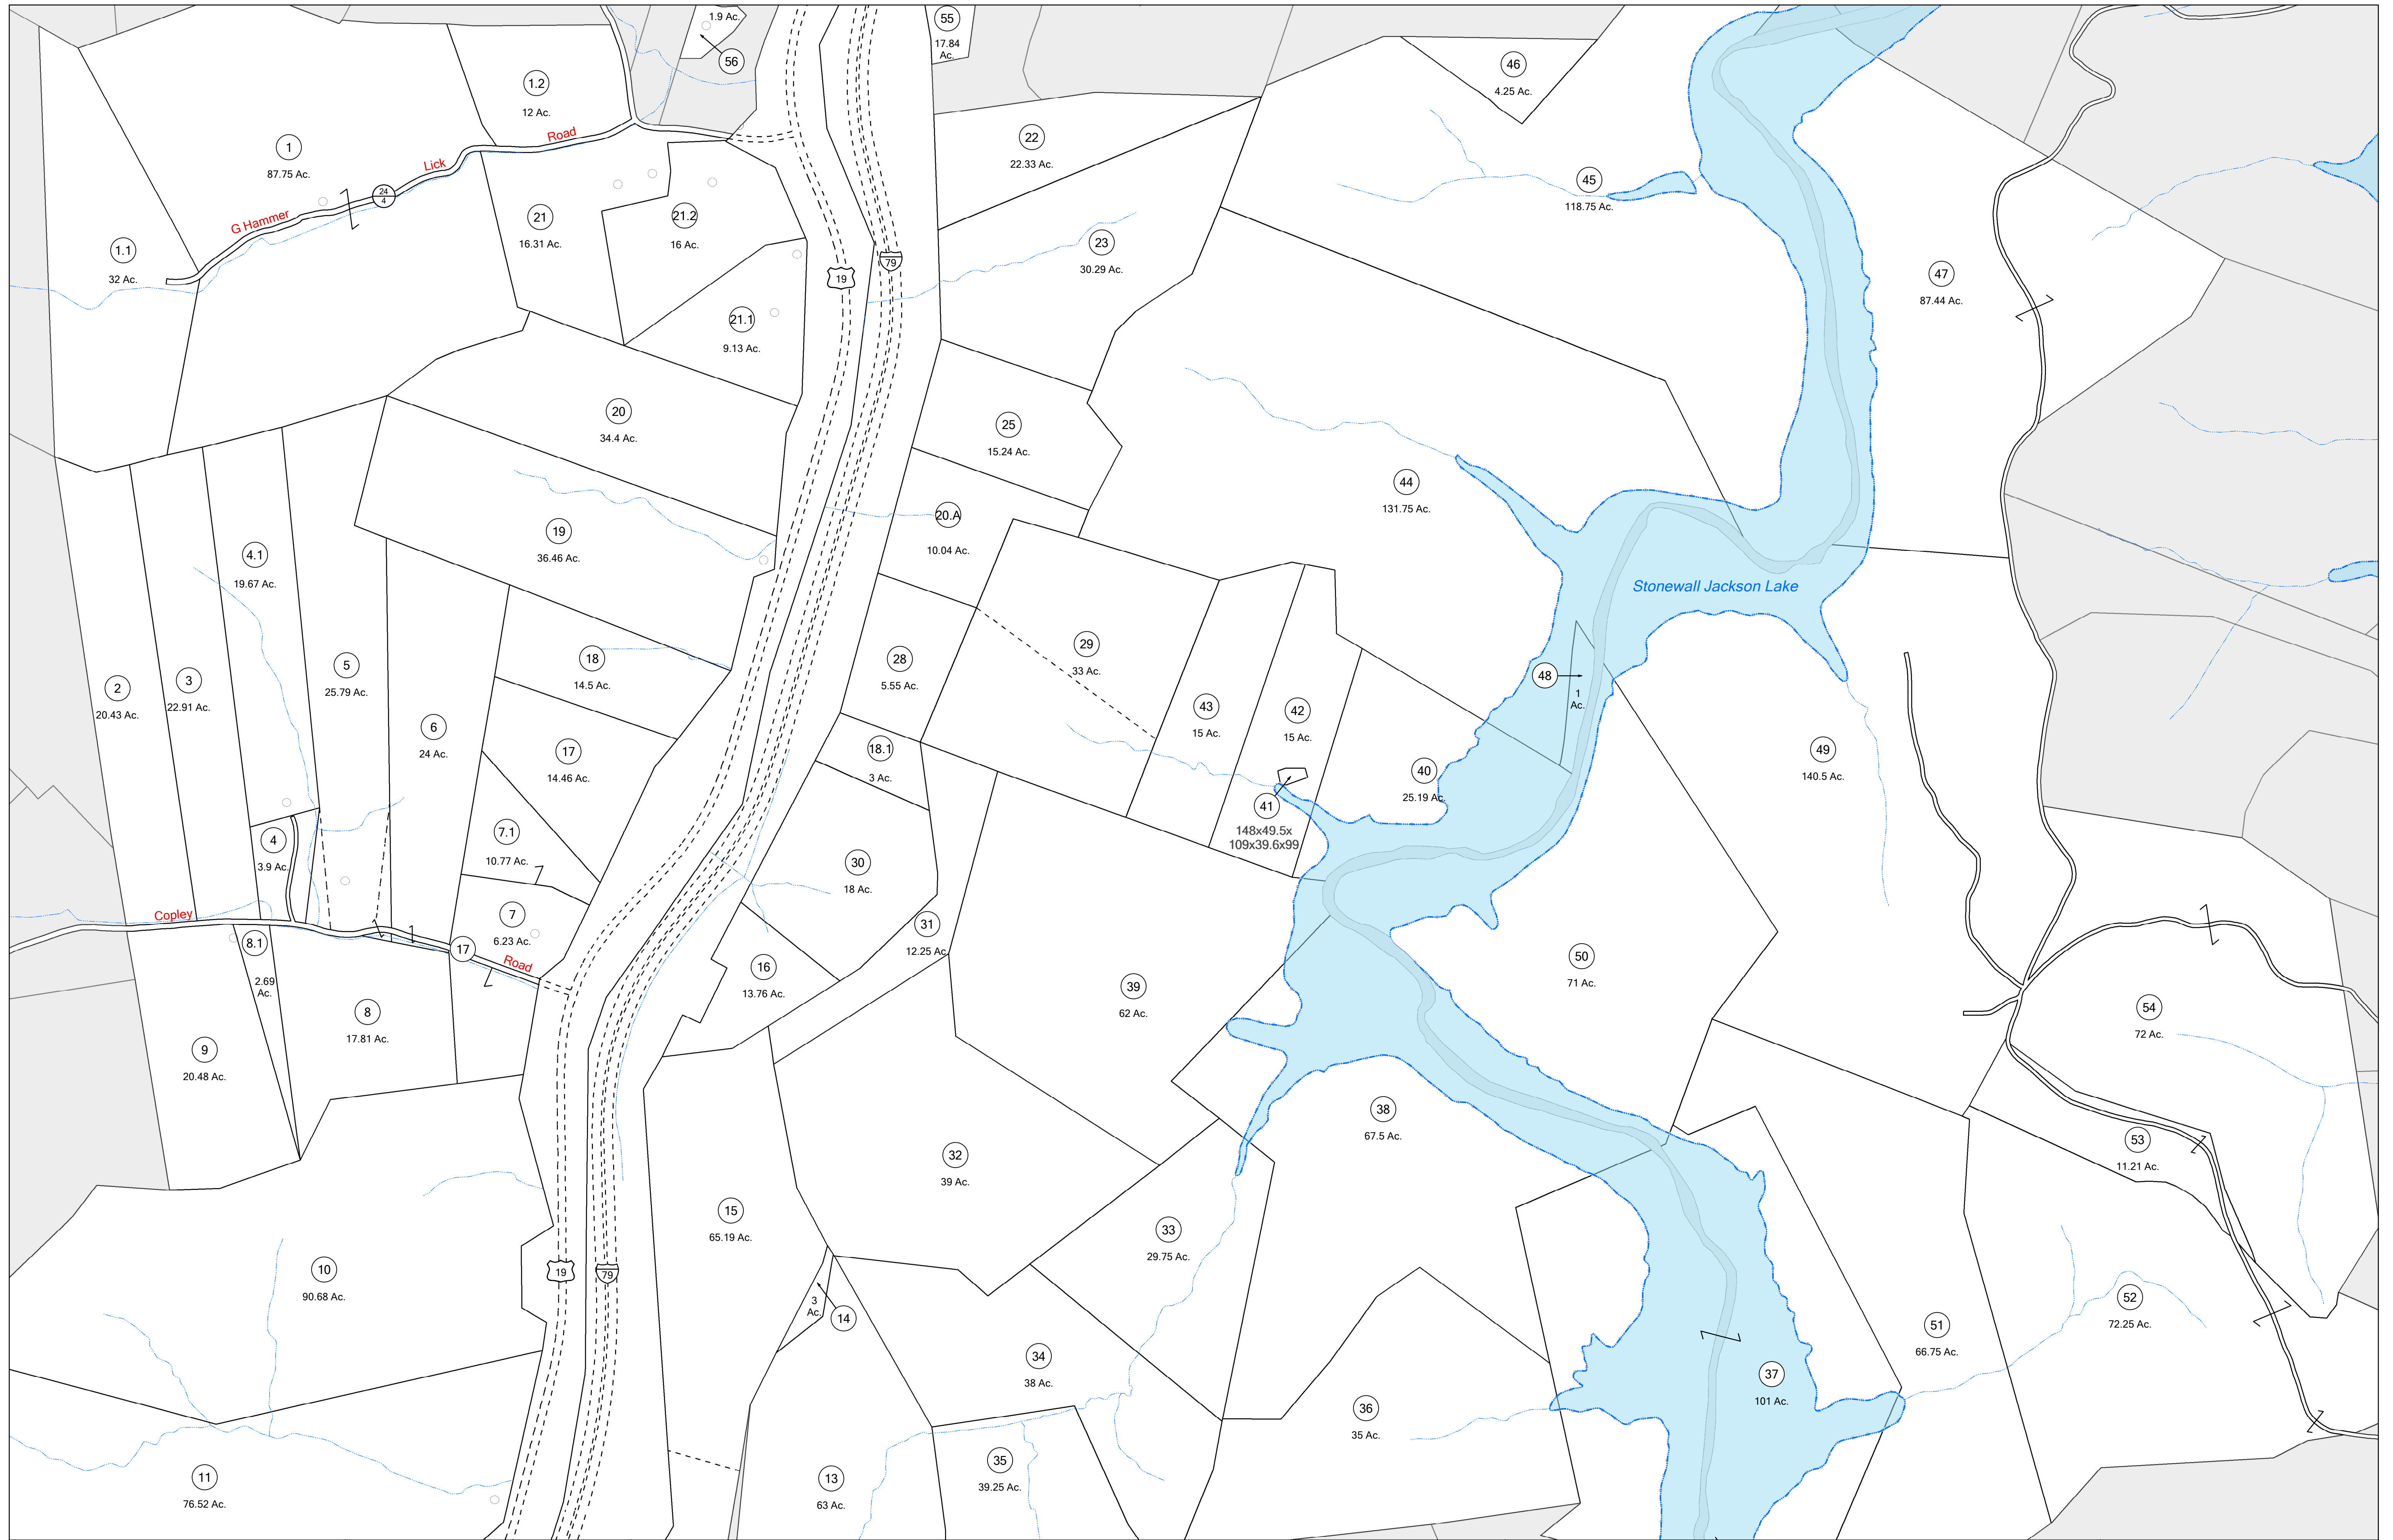 1.9 Ac.
56
55
17.84
Ac.
46
4.25 Ac.
1.2
12 Ac.
1
87.75 Ac.
G Hammer
Lick
Road
24
4
22
22.33 Ac.
45
118.75 Ac.
1.1
32 Ac.
21
16.31 Ac.
21.2
16 Ac.
21.1
9.13 Ac.
19
79
23
30.29 Ac.
47
87.44 Ac.
20
34.4 Ac.
25
15.24 Ac.
44
131.75 Ac.
19
36.46 Ac.
20.A
10.04 Ac.
4.1
19.67 Ac.
Stonewall Jackson Lake
2
20.43 Ac.
3
22.91 Ac.
5
25.79 Ac.
18
14.5 Ac.
28
5.55 Ac.
29
33 Ac.
48
1
Ac.
6
24 Ac.
17
14.46 Ac.
18.1
3 Ac.
43
15 Ac.
42
15 Ac.
40
25.19 Ac.
49
140.5 Ac.
41
148x49.5x
109x39.6x99
4
3.9 Ac.
7.1
10.77 Ac.
30
18 Ac.
7
6.23 Ac.
31
12.25 Ac.
Copley
17
Road
8.1
2.69
Ac.
16
13.76 Ac.
39
62 Ac.
50
71 Ac.
8
17.81 Ac.
9
20.48 Ac.
54
72 Ac.
38
67.5 Ac.
53
11.21 Ac.
32
39 Ac.
15
65.19 Ac.
33
29.75 Ac.
10
90.68 Ac.
19
79
3
Ac.
14
52
72.25 Ac.
51
66.75 Ac.
34
38 Ac.
37
101 Ac.
36
35 Ac.
11
76.52 Ac.
13
63 Ac.
35
39.25 Ac.